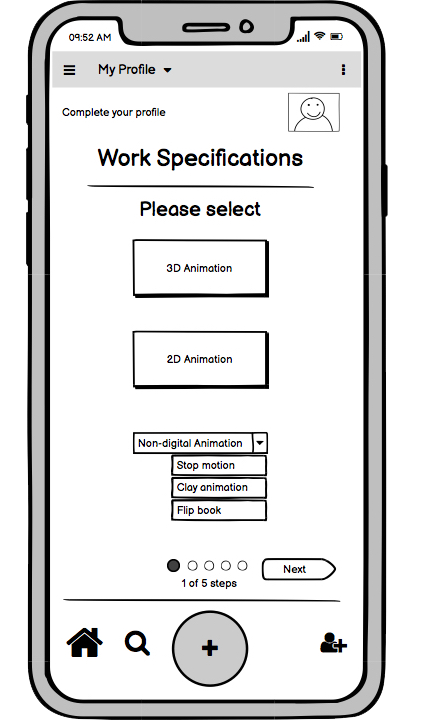 09:52 AM
My Profile
Complete your profile
Work Specifications
Please select
3D Animation
2D Animation
Non-digital Animation
Stop motion
Clay animation
Flip book
Next
1 of 5 steps